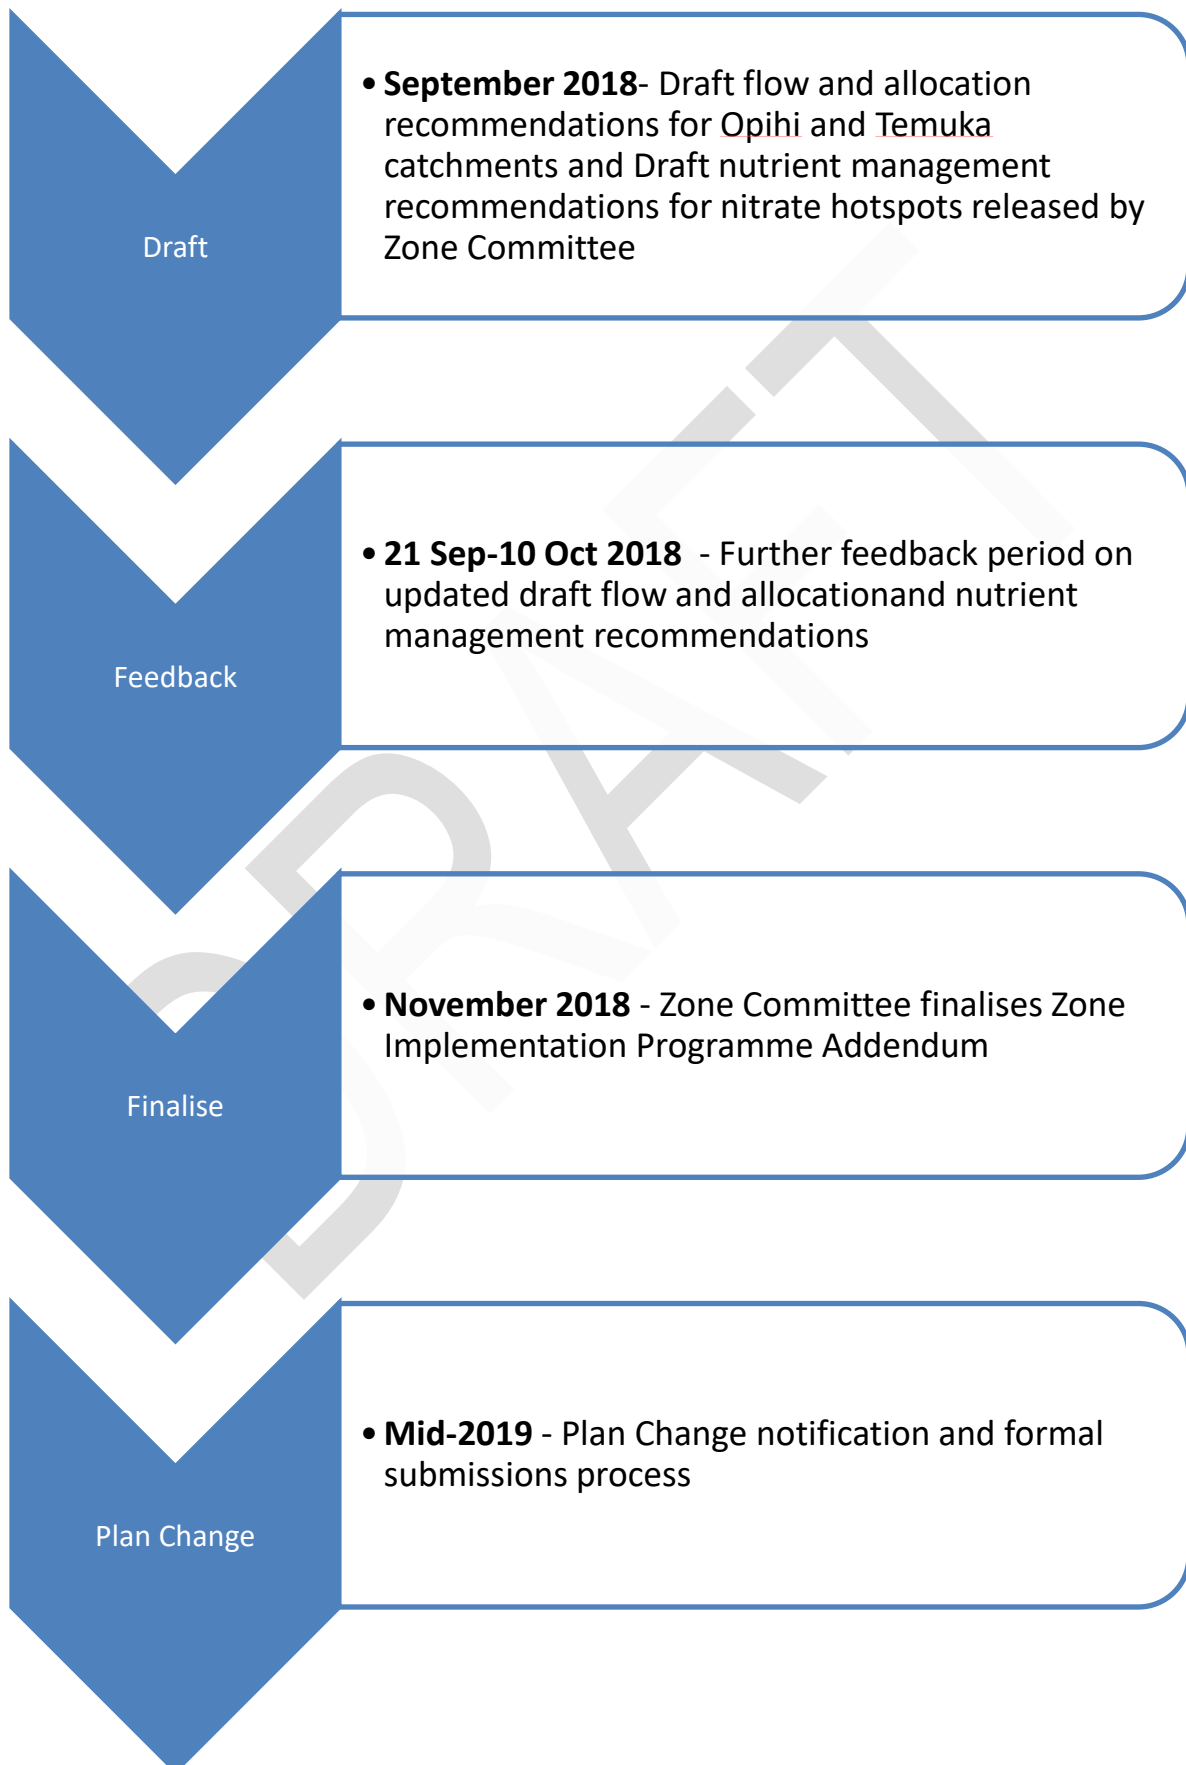 Draft
• September 2018- Draft flow and allocation
recommendations for Opihi and Temuka
catchments and Draft nutrient management
recommendations for nitrate hotspots released by
Zone Committee
Feedback
• 21 Sep-10 Oct 2018  - Further feedback period on
updated draft flow and allocationand nutrient
management recommendations
Finalise
• November 2018 - Zone Committee finalises Zone
Implementation Programme Addendum
Plan Change
• Mid-2019 - Plan Change notification and formal
submissions process
DRAFT